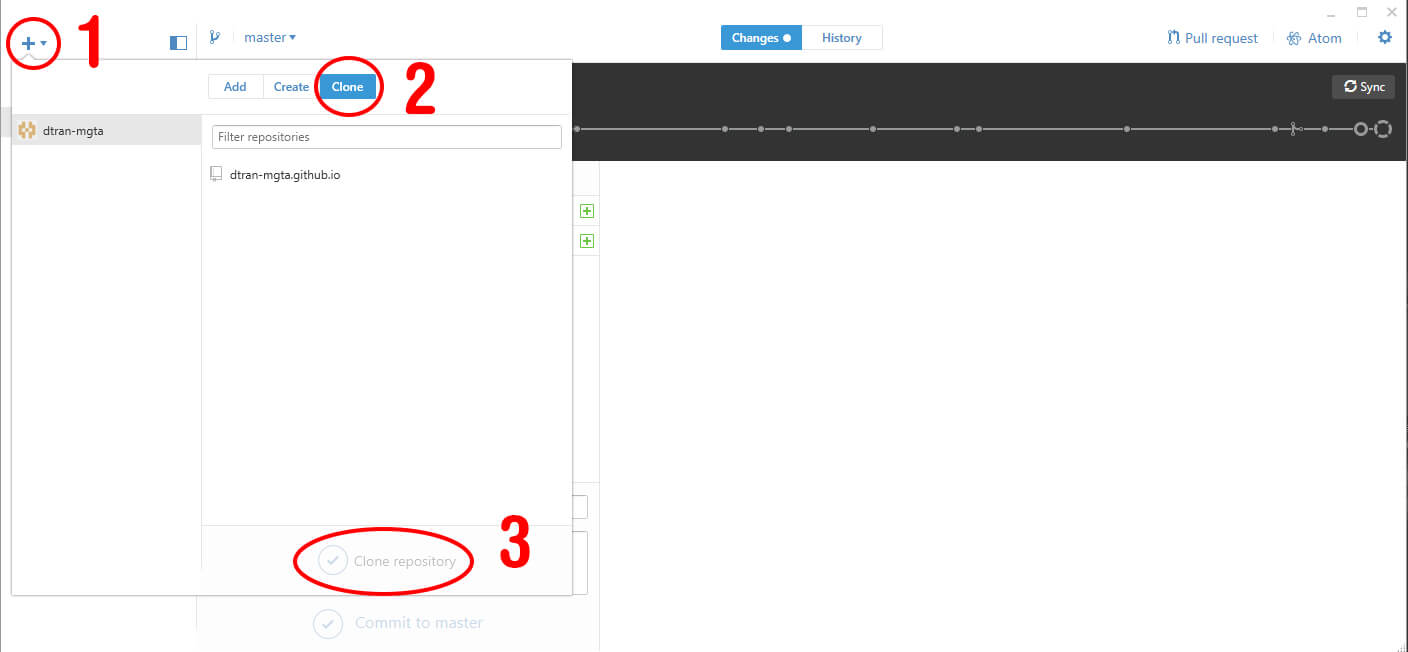 1
master
Changes
History
Pull request
Atom
Add
Create
Clone
2
Sync
dtran-mgta
Filter repositories
dtran-mgta.github.io
3
Clone repository
Commit to master